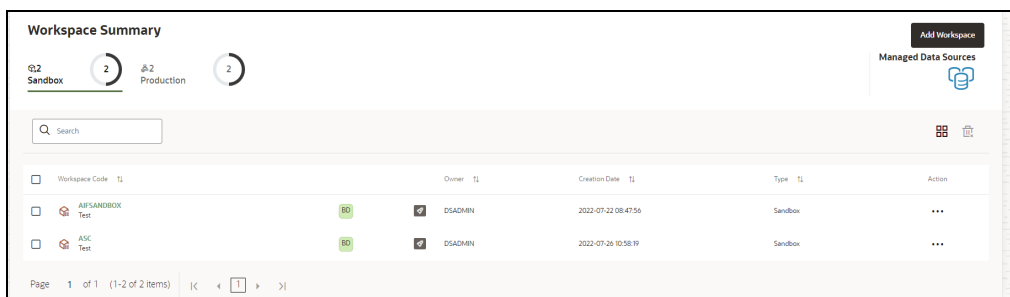 Workspace Summary
Add Workspace
2 2 2 2
Sandbox Production
Managed Data Sources
Search
Workspace Code Owner Creation Date Type Action
AIFSANDBOX
Test BD DSADMIN 2022-07-22 08:47:56 Sandbox ...
ASC
Test BD DSADMIN 2022-07-26 10:58:19 Sandbox ...
Page 1 of 1 (1-2 of 2 items) 1